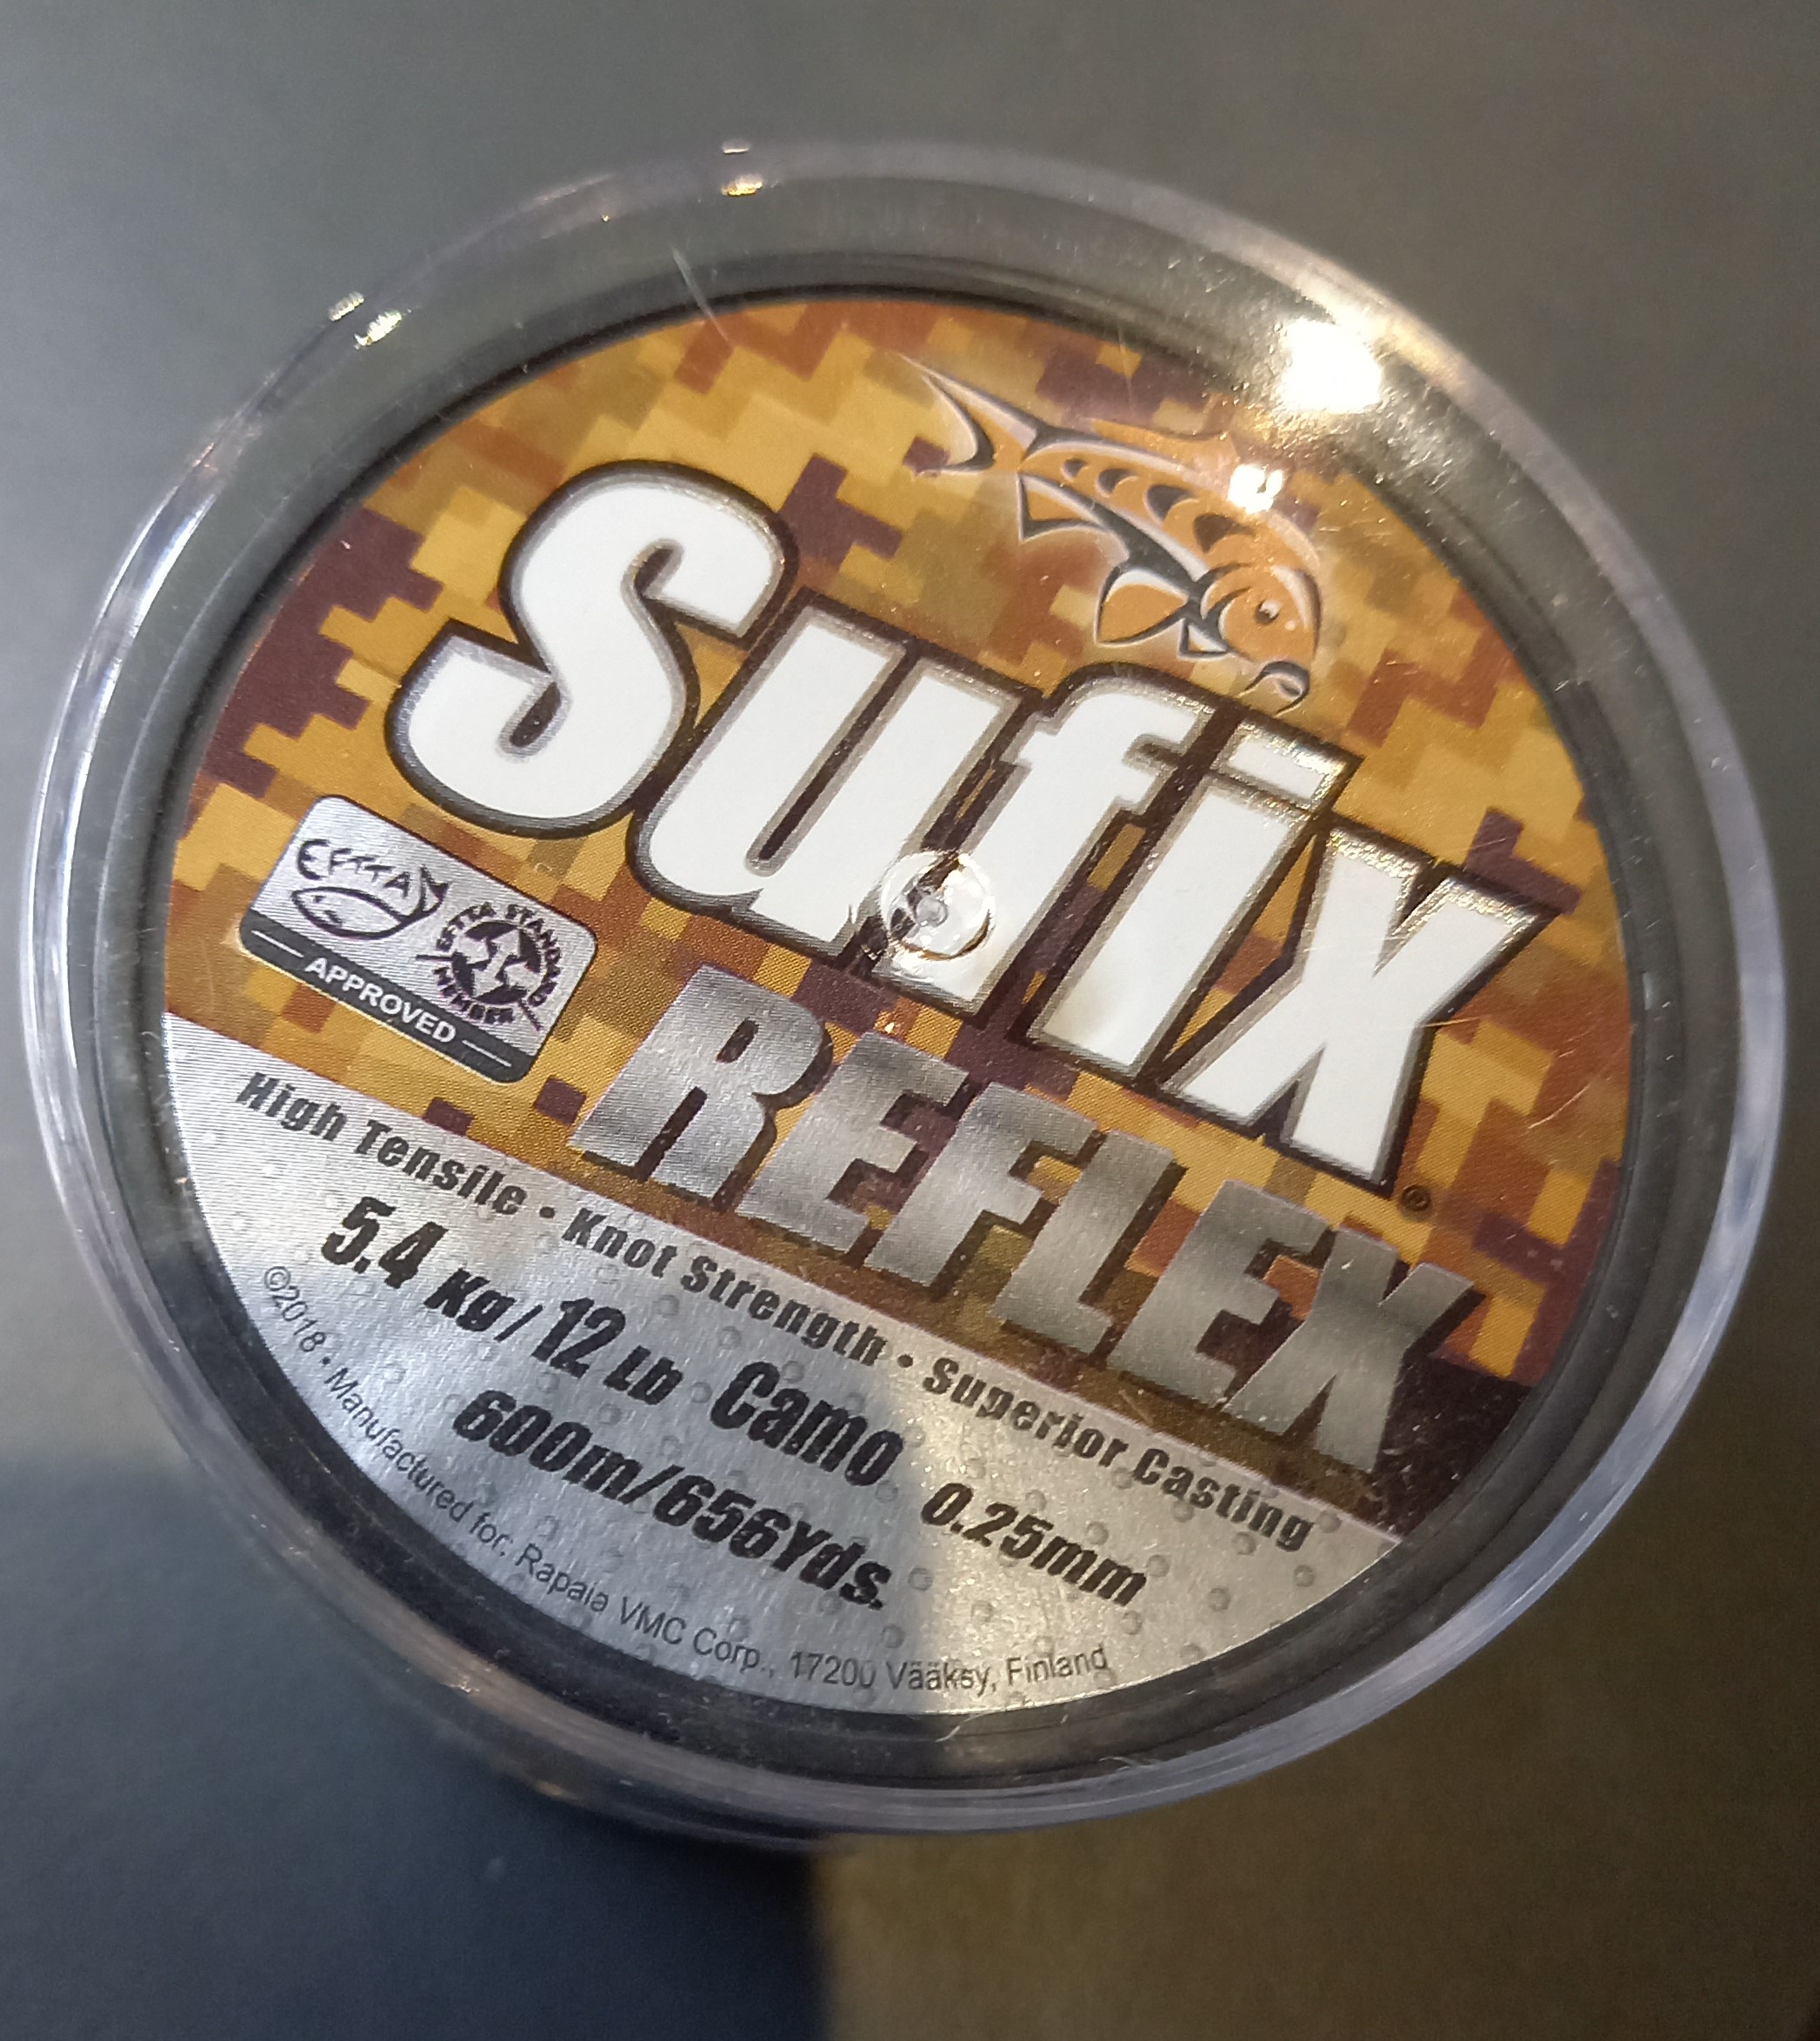 Sufix®
REFLEX
EFTTA
EFTTA STANDARD MEMBER
APPROVED
High Tensile • Knot Strength • Superior Casting
5.4 Kg / 12 Lb Camo 0.25mm
600m/656Yds.
©2018 • Manufactured for: Rapala VMC Corp., 17200 Vääksy, Finland